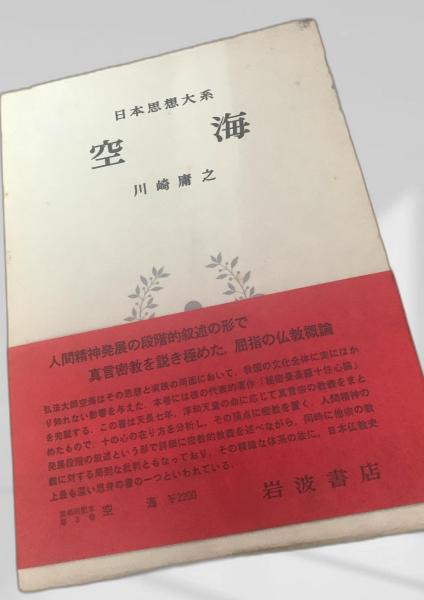 日本思想大系
空海
川崎庸之
人間精神発展の段階的叙述の形で
真言密教を説き極めた，屈指の仏教概論
弘法大師空海はその思想と実践の両面において，我国の文化全体に実にはか
り知れない影響を与えた．本巻には彼の代表的著作「秘密曼荼羅十住心論」
を完璧する．この書は天長七年，淳和天皇の命に応じて真言宗の教義をまと
めたもので，十の心の在り方を分析し，その頂点に密教を置く．人間精神の
発展段階の叙述という形で詳細に密教的教義を述べながら，同時に他宗の教
義に対する周到な批判ともなっており，その精緻な体系の故に，日本仏教史
上最も深い思弁の書の一つといわれている．
空海 ¥2200
岩波書店